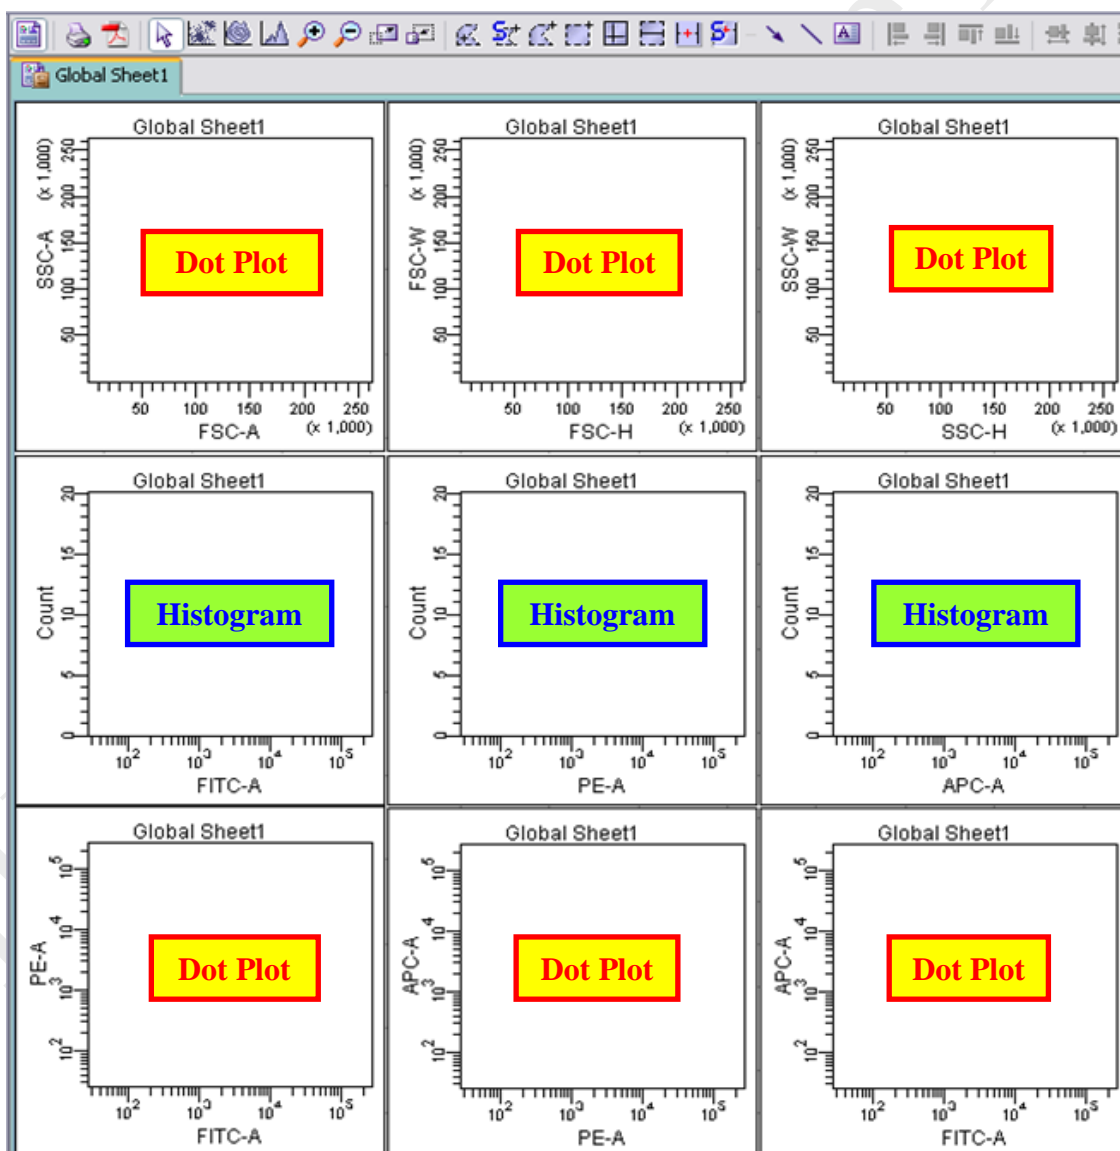 Global Sheet1
Global Sheet1
SSC-A
(x 1,000)
250
200
150
100
50
Dot Plot
50 100 150 200 250
FSC-A (x 1,000)
Global Sheet1
FSC-W
(x 1,000)
250
200
150
100
50
Dot Plot
50 100 150 200 250
FSC-H (x 1,000)
Global Sheet1
SSC-W
(x 1,000)
250
200
150
100
50
Dot Plot
50 100 150 200 250
SSC-H (x 1,000)
Global Sheet1
Count
20
15
10
5
0
Histogram
10² 10³ 10⁴ 10⁵
FITC-A
Global Sheet1
Count
20
15
10
5
0
Histogram
10² 10³ 10⁴ 10⁵
PE-A
Global Sheet1
Count
20
15
10
5
0
Histogram
10² 10³ 10⁴ 10⁵
APC-A
Global Sheet1
PE-A
10⁵
10⁴
10³
10²
Dot Plot
10² 10³ 10⁴ 10⁵
FITC-A
Global Sheet1
APC-A
10⁵
10⁴
10³
10²
Dot Plot
10² 10³ 10⁴ 10⁵
PE-A
Global Sheet1
APC-A
10⁵
10⁴
10³
10²
Dot Plot
10² 10³ 10⁴ 10⁵
FITC-A